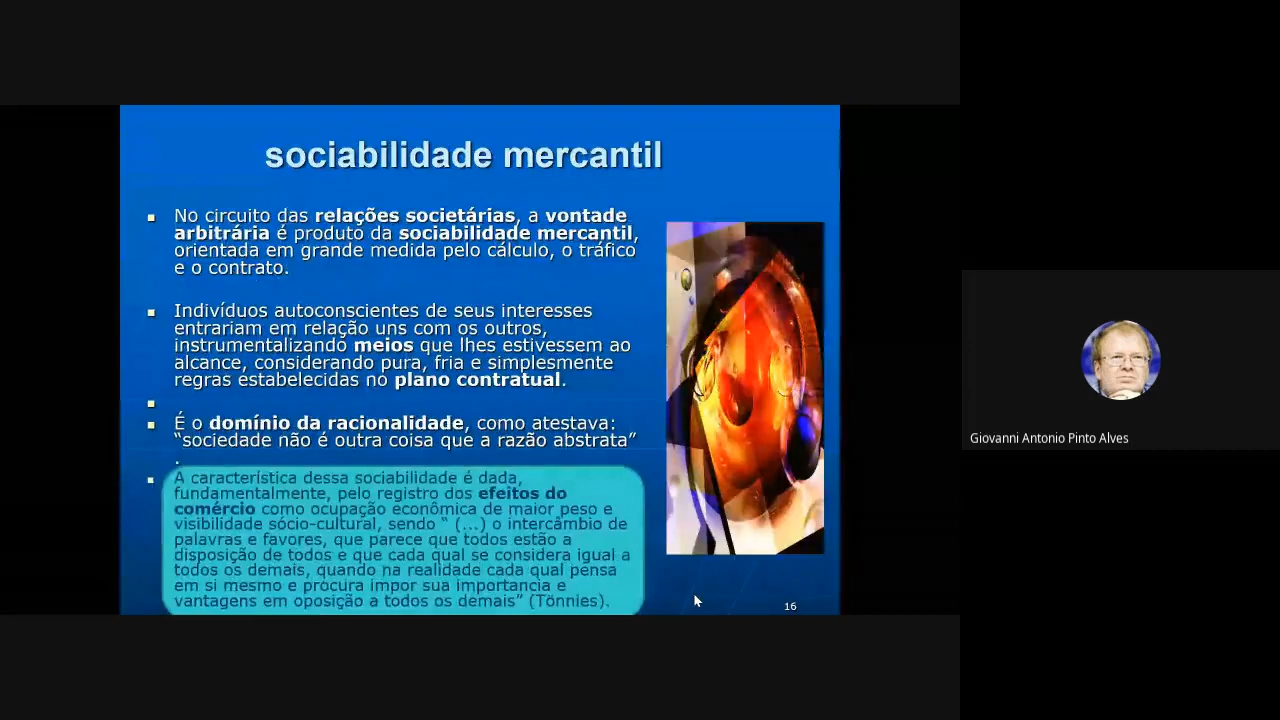 sociabilidade mercantil
No circuito das relações societárias, a vontade
arbitrária é produto da sociabilidade mercantil,
orientada em grande medida pelo cálculo, o tráfico
e o contrato.
Indivíduos autoconscientes de seus interesses
entrariam em relação uns com os outros,
instrumentalizando meios que lhes estivessem ao
alcance, considerando pura, fria e simplesmente
regras estabelecidas no plano contratual.
É o domínio da racionalidade, como atestava:
“sociedade não é outra coisa que a razão abstrata”
.
A característica dessa sociabilidade é dada,
fundamentalmente, pelo registro dos efeitos do
comércio como ocupação econômica de maior peso e
visibilidade sócio-cultural, sendo “ (...) o intercâmbio de
palavras e favores, que parece que todos estão a
disposição de todos e que cada qual se considera igual a
todos os demais, quando na realidade cada qual pensa
em si mesmo e procura impor sua importancia e
vantagens em oposição a todos os demais” (Tönnies).
16
Giovanni Antonio Pinto Alves